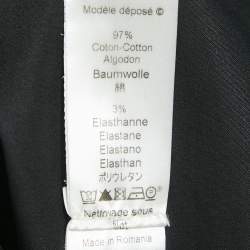 Modèle déposé ©
97%
Coton-Cotton
Algodon
Baumwolle
綿
3%
Elasthanne
Elastane
Elastano
Elasthan
ポリウレタン
Nettoyage sous
Made in Romania